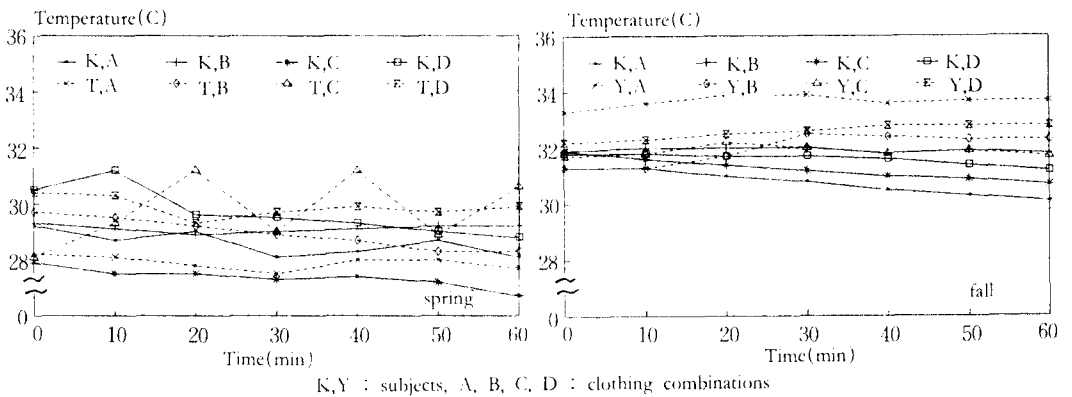 Temperature(C)
36
34
32
30
28
0
K,A K,B K,C K,D
T,A T,B T,C T,D
spring
0 10 20 30 40 50 60
Time(min)
Temperature(C)
36
34
32
30
28
0
K,A K,B K,C K,D
Y,A Y,B Y,C Y,D
fall
0 10 20 30 40 50 60
Time(min)
K,Y : subjects, A, B, C, D : clothing combinations